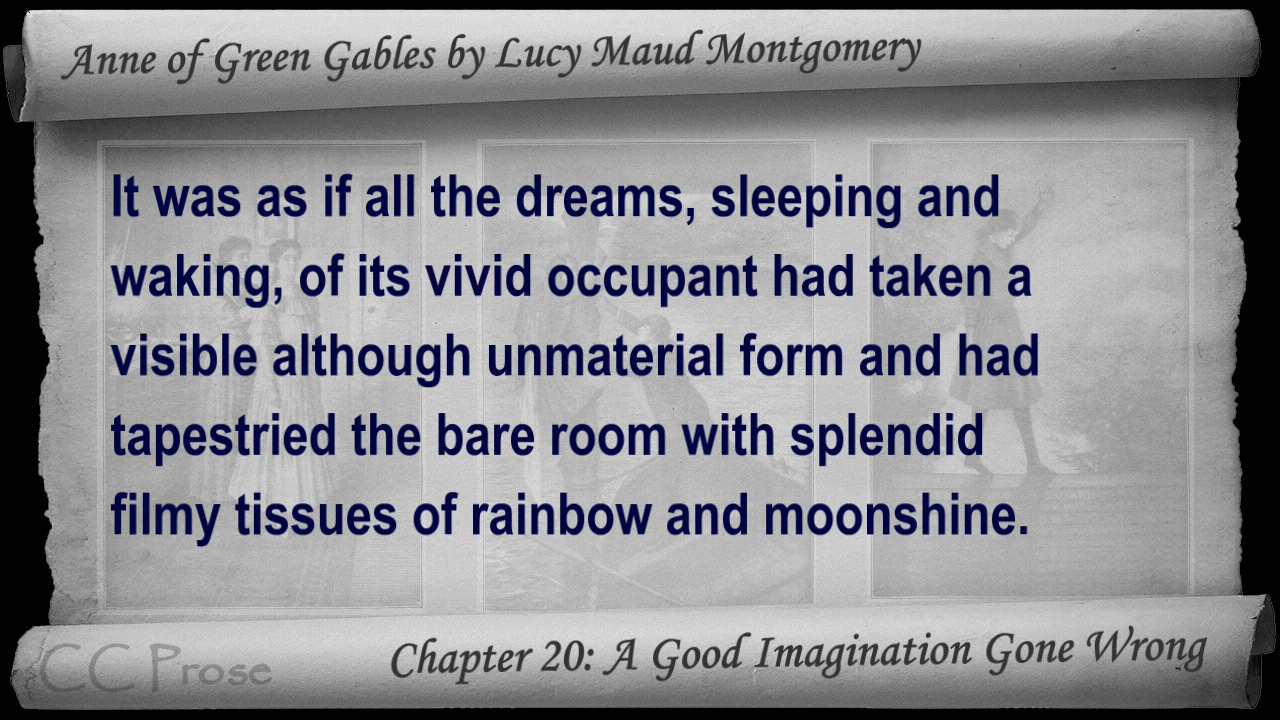 Anne of Green Gables by Lucy Maud Montgomery
It was as if all the dreams, sleeping and
waking, of its vivid occupant had taken a
visible although unmaterial form and had
tapestried the bare room with splendid
filmy tissues of rainbow and moonshine.
CC Prose
Chapter 20: A Good Imagination Gone Wrong